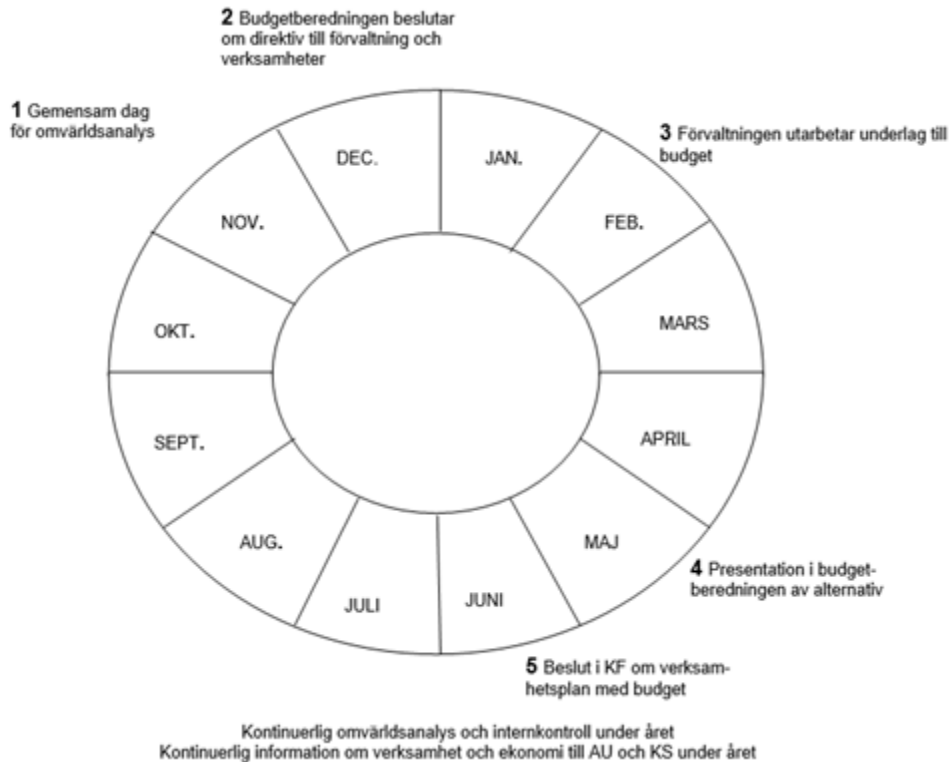 2 Budgetberedningen beslutar
om direktiv till förvaltning och
verksamheter
1 Gemensam dag
för omvärldsanalys
3 Förvaltningen utarbetar underlag till
budget
DEC.
JAN.
NOV.
FEB.
OKT.
MARS
SEPT.
APRIL
AUG.
MAJ
JULI
JUNI
4 Presentation i budget-
beredningen av alternativ
5 Beslut i KF om verksam-
hetsplan med budget
Kontinuerlig omvärldsanalys och internkontroll under året
Kontinuerlig information om verksamhet och ekonomi till AU och KS under året